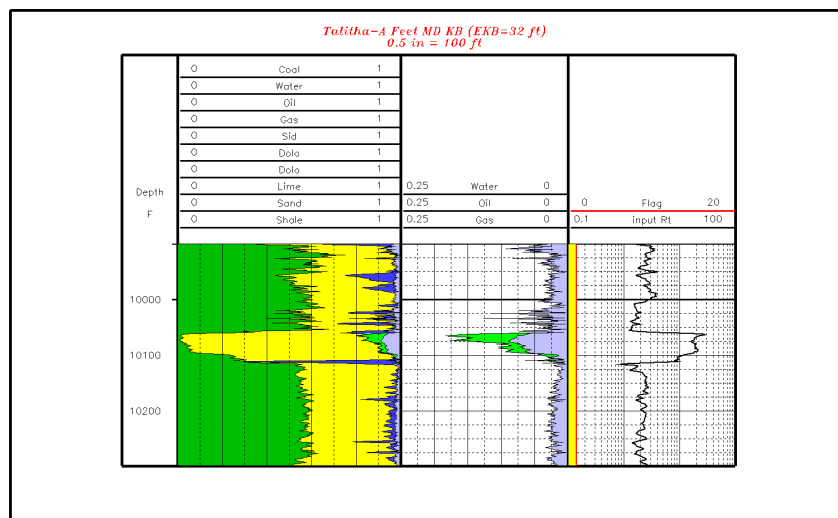 Talitha-A Feet MD KB (EKB=32 ft)
0.5 in = 100 ft
Depth
F
0 Coal 1
0 Water 1
0 Oil 1
0 Gas 1
0 Sid 1
0 Dolo 1
0 Dolo 1
0 Lime 1
0 Sand 1
0 Shale 1
0.25 Water 0
0.25 Oil 0
0.25 Gas 0
0 Flag 20
0.1 input Rt 100
10000
10100
10200